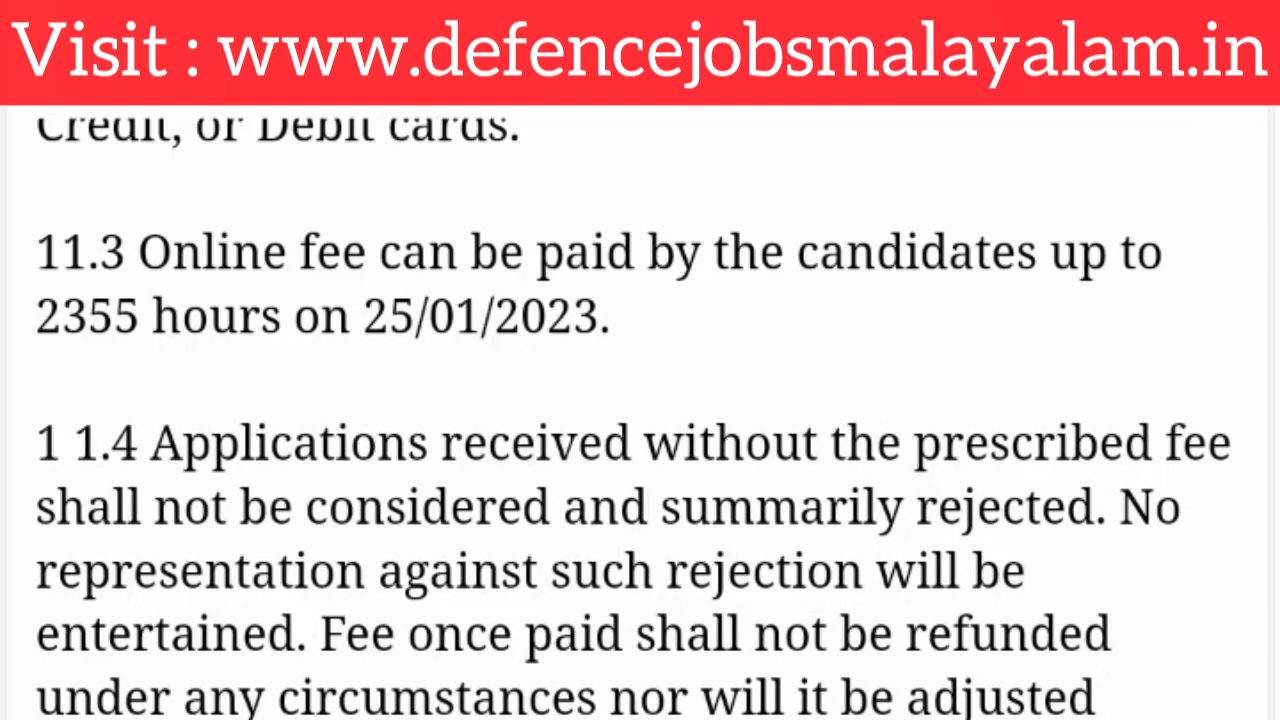 Visit : www.defencejobsmalayalam.in
Credit, or Debit cards.
11.3 Online fee can be paid by the candidates up to
2355 hours on 25/01/2023.
1 1.4 Applications received without the prescribed fee
shall not be considered and summarily rejected. No
representation against such rejection will be
entertained. Fee once paid shall not be refunded
under any circumstances nor will it be adjusted